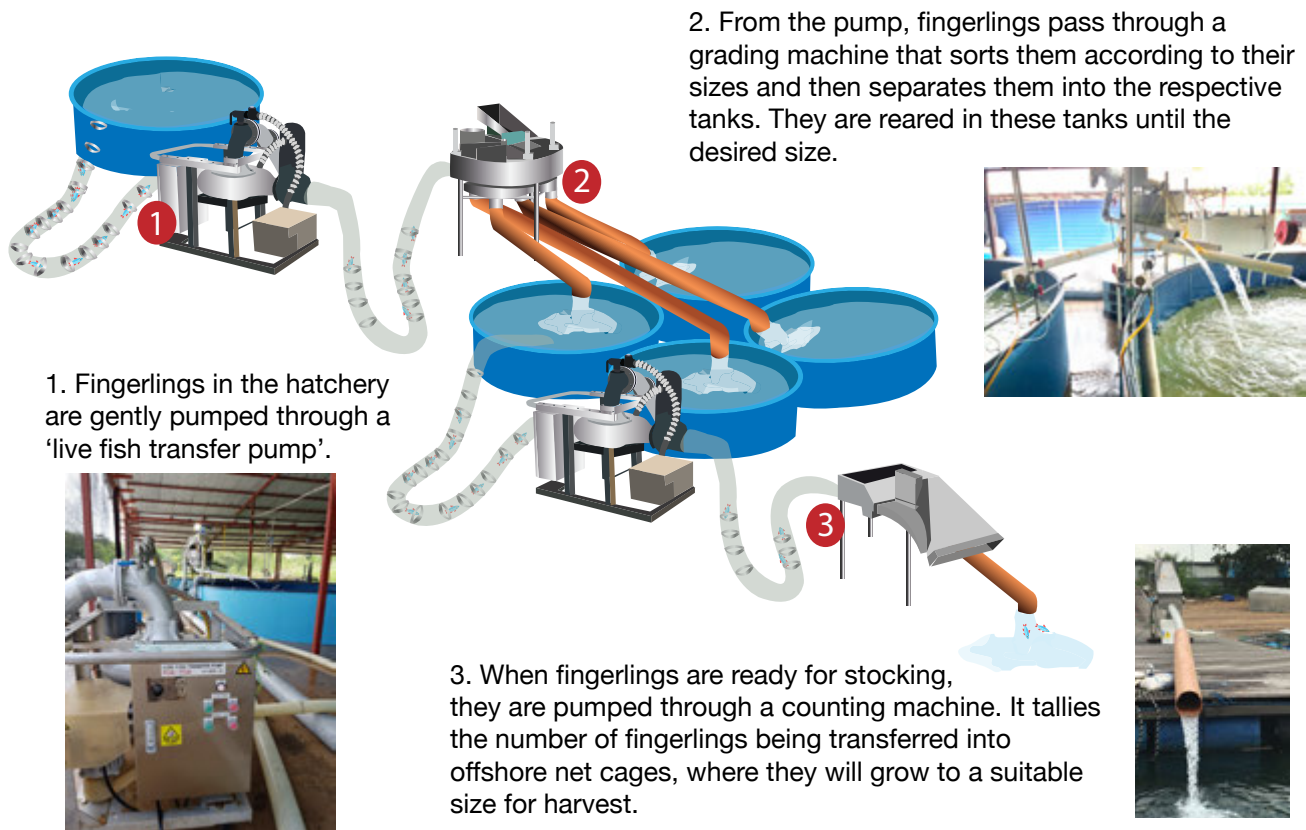 2. From the pump, fingerlings pass through a
grading machine that sorts them according to their
sizes and then separates them into the respective
tanks. They are reared in these tanks until the
desired size.
2
1
1. Fingerlings in the hatchery
are gently pumped through a
‘live fish transfer pump’.
3
3. When fingerlings are ready for stocking,
they are pumped through a counting machine. It tallies
the number of fingerlings being transferred into
offshore net cages, where they will grow to a suitable
size for harvest.